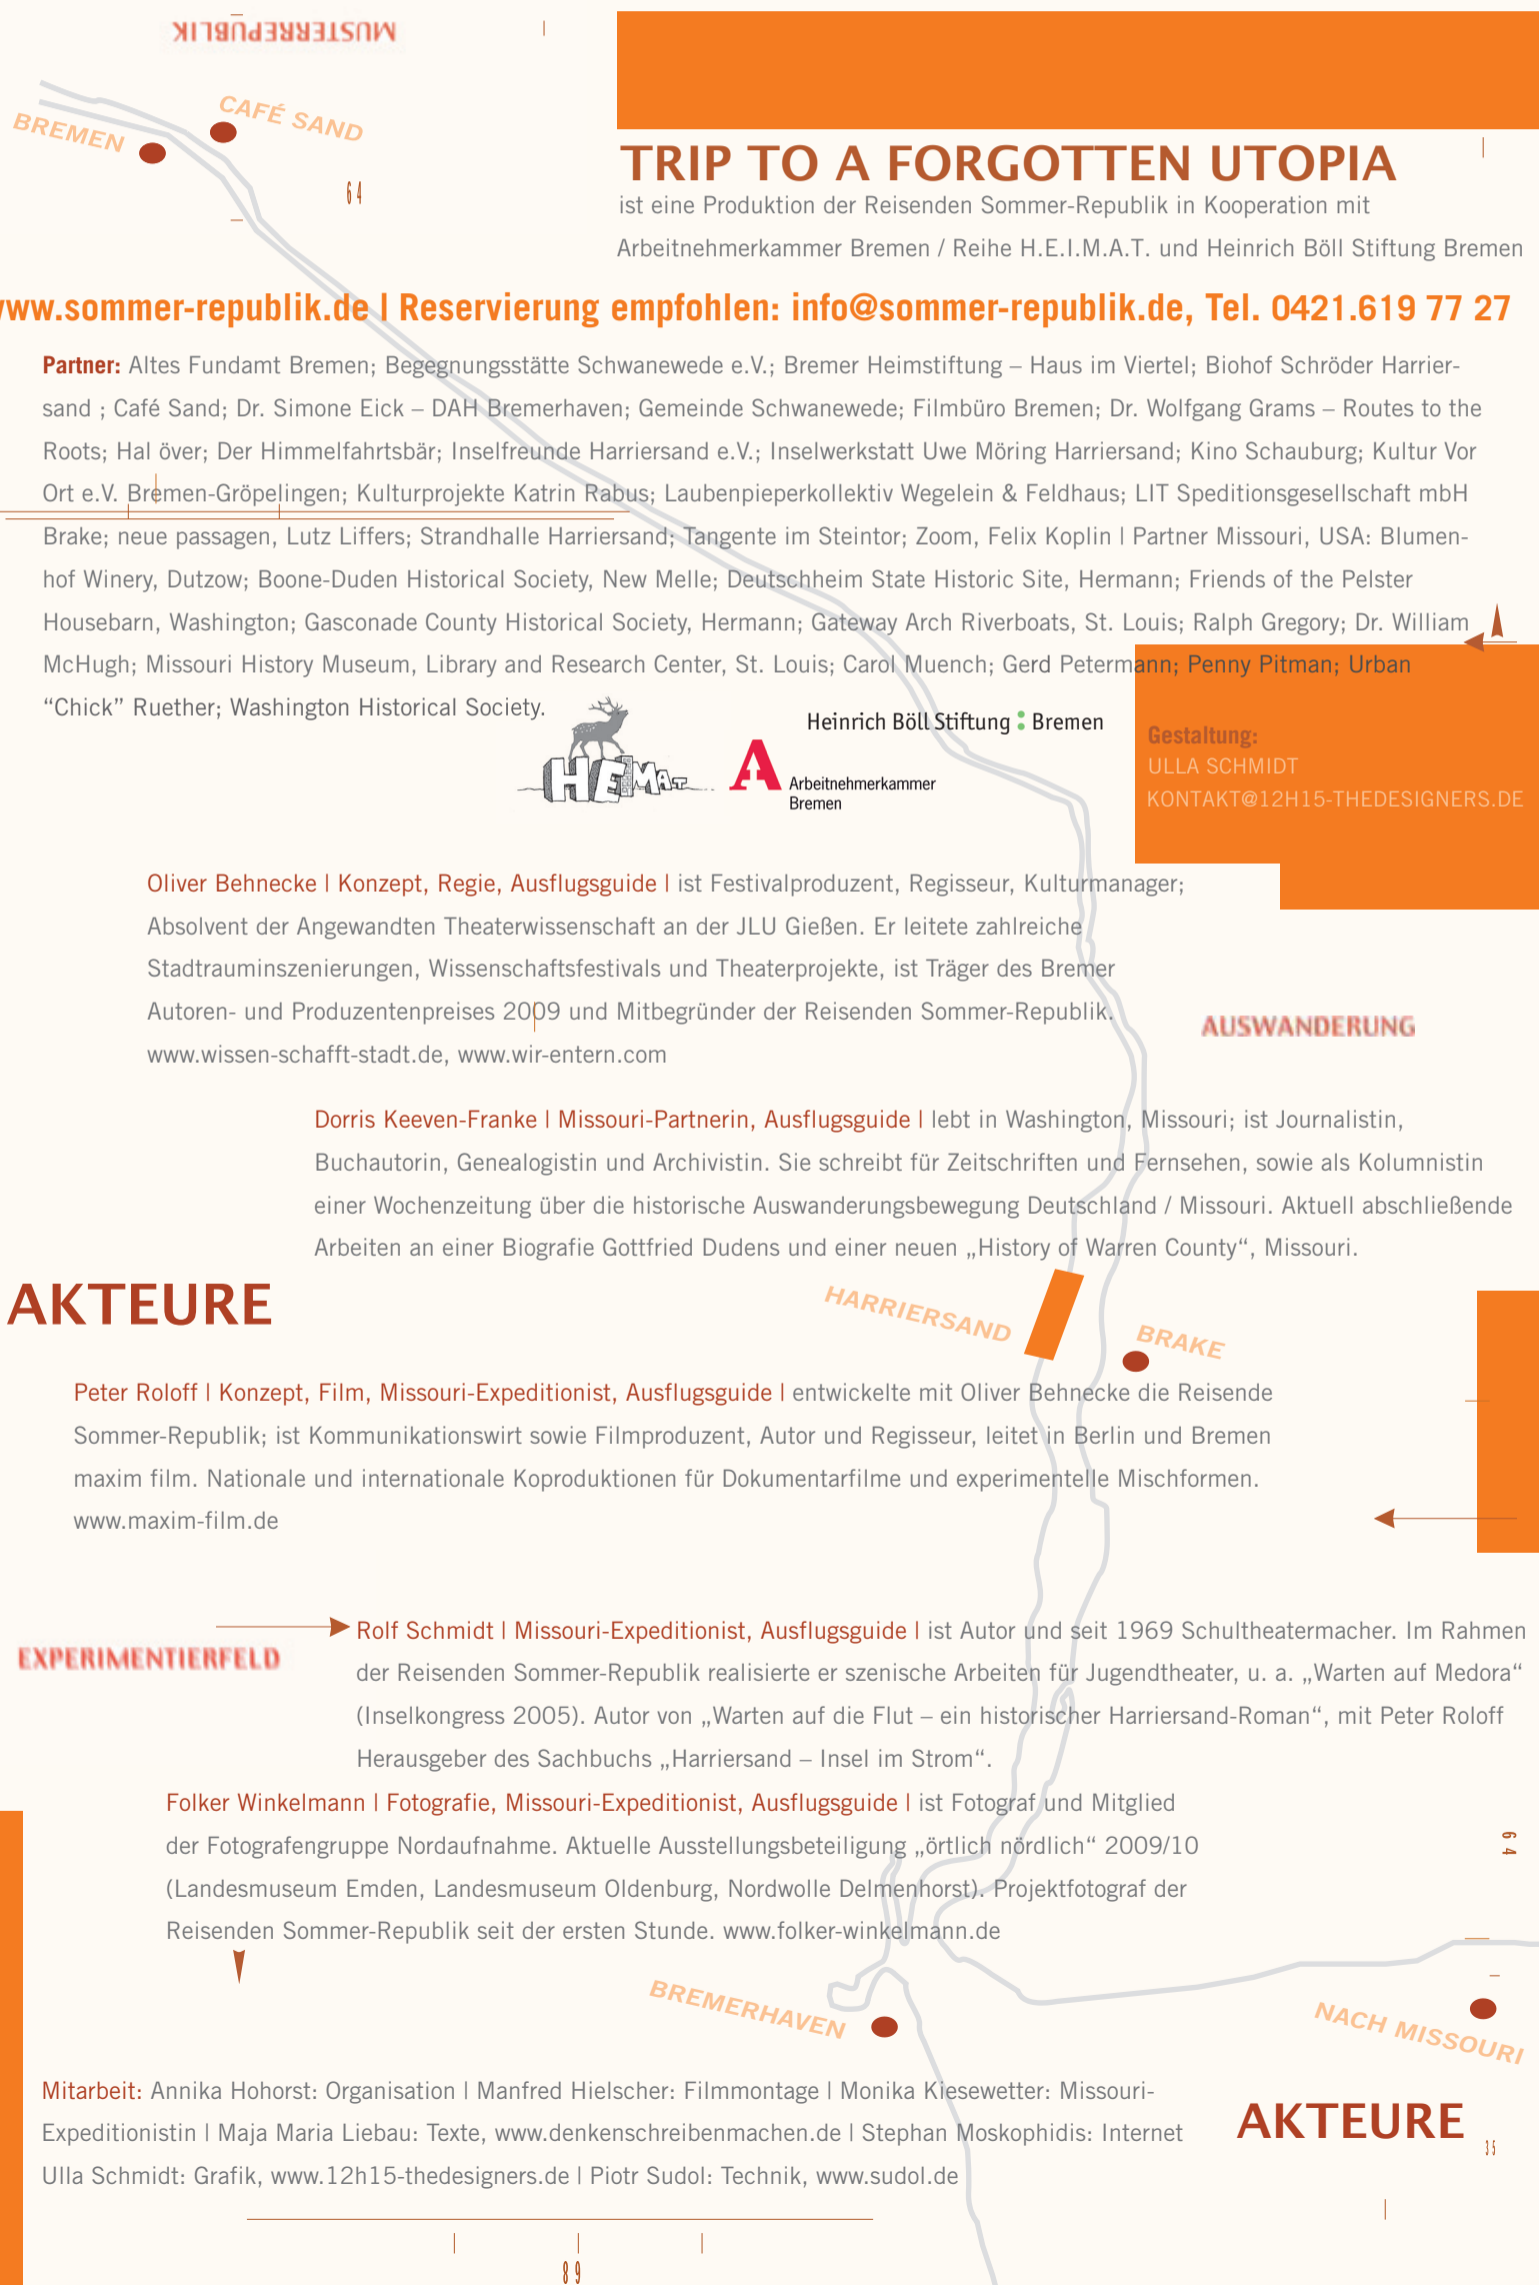 MUSTERREPUBLIK
BREMEN
CAFÉ SAND
64
TRIP TO A FORGOTTEN UTOPIA
ist eine Produktion der Reisenden Sommer-Republik in Kooperation mit
Arbeitnehmerkammer Bremen / Reihe H.E.I.M.A.T. und Heinrich Böll Stiftung Bremen
www.sommer-republik.de | Reservierung empfohlen: info@sommer-republik.de, Tel. 0421.619 77 27
Partner: Altes Fundamt Bremen; Begegnungsstätte Schwanewede e.V.; Bremer Heimstiftung – Haus im Viertel; Biohof Schröder Harrier-
sand ; Café Sand; Dr. Simone Eick – DAH Bremerhaven; Gemeinde Schwanewede; Filmbüro Bremen; Dr. Wolfgang Grams – Routes to the
Roots; Hal över; Der Himmelfahrtsbär; Inselfreunde Harriersand e.V.; Inselwerkstatt Uwe Möring Harriersand; Kino Schauburg; Kultur Vor
Ort e.V. Bremen-Gröpelingen; Kulturprojekte Katrin Rabus; Laubenpieperkollektiv Wegelein & Feldhaus; LIT Speditionsgesellschaft mbH
Brake; neue passagen, Lutz Liffers; Strandhalle Harriersand; Tangente im Steintor; Zoom, Felix Koplin | Partner Missouri, USA: Blumen-
hof Winery, Dutzow; Boone-Duden Historical Society, New Melle; Deutschheim State Historic Site, Hermann; Friends of the Pelster
Housebarn, Washington; Gasconade County Historical Society, Hermann; Gateway Arch Riverboats, St. Louis; Ralph Gregory; Dr. William
McHugh; Missouri History Museum, Library and Research Center, St. Louis; Carol Muench; Gerd Petermann; Penny Pitman; Urban
“Chick” Ruether; Washington Historical Society.
HEIMAT
Heinrich Böll Stiftung Bremen
Arbeitnehmerkammer
Bremen
Gestaltung:
ULLA SCHMIDT
KONTAKT@12H15-THEDESIGNERS.DE
Oliver Behnecke | Konzept, Regie, Ausflugsguide | ist Festivalproduzent, Regisseur, Kulturmanager;
Absolvent der Angewandten Theaterwissenschaft an der JLU Gießen. Er leitete zahlreiche
Stadtrauminszenierungen, Wissenschaftsfestivals und Theaterprojekte, ist Träger des Bremer
Autoren- und Produzentenpreises 2009 und Mitbegründer der Reisenden Sommer-Republik.
www.wissen-schafft-stadt.de, www.wir-entern.com
AUSWANDERUNG
Dorris Keeven-Franke | Missouri-Partnerin, Ausflugsguide | lebt in Washington, Missouri; ist Journalistin,
Buchautorin, Genealogistin und Archivistin. Sie schreibt für Zeitschriften und Fernsehen, sowie als Kolumnistin
einer Wochenzeitung über die historische Auswanderungsbewegung Deutschland / Missouri. Aktuell abschließende
Arbeiten an einer Biografie Gottfried Dudens und einer neuen „History of Warren County“, Missouri.
AKTEURE
HARRIERSAND
BRAKE
Peter Roloff | Konzept, Film, Missouri-Expeditionist, Ausflugsguide | entwickelte mit Oliver Behnecke die Reisende
Sommer-Republik; ist Kommunikationswirt sowie Filmproduzent, Autor und Regisseur, leitet in Berlin und Bremen
maxim film. Nationale und internationale Koproduktionen für Dokumentarfilme und experimentelle Mischformen.
www.maxim-film.de
EXPERIMENTIERFELD
Rolf Schmidt | Missouri-Expeditionist, Ausflugsguide | ist Autor und seit 1969 Schultheatermacher. Im Rahmen
der Reisenden Sommer-Republik realisierte er szenische Arbeiten für Jugendtheater, u. a. „Warten auf Medora“
(Inselkongress 2005). Autor von „Warten auf die Flut – ein historischer Harriersand-Roman“, mit Peter Roloff
Herausgeber des Sachbuchs „Harriersand – Insel im Strom“.
Folker Winkelmann | Fotografie, Missouri-Expeditionist, Ausflugsguide | ist Fotograf und Mitglied
der Fotografengruppe Nordaufnahme. Aktuelle Ausstellungsbeteiligung „örtlich nördlich“ 2009/10
(Landesmuseum Emden, Landesmuseum Oldenburg, Nordwolle Delmenhorst). Projektfotograf der
Reisenden Sommer-Republik seit der ersten Stunde. www.folker-winkelmann.de
64
BREMERHAVEN
NACH MISSOURI
Mitarbeit: Annika Hohorst: Organisation | Manfred Hielscher: Filmmontage | Monika Kiesewetter: Missouri-
Expeditionistin | Maja Maria Liebau: Texte, www.denkenschreibenmachen.de | Stephan Moskophidis: Internet
Ulla Schmidt: Grafik, www.12h15-thedesigners.de | Piotr Sudol: Technik, www.sudol.de
AKTEURE
35
89